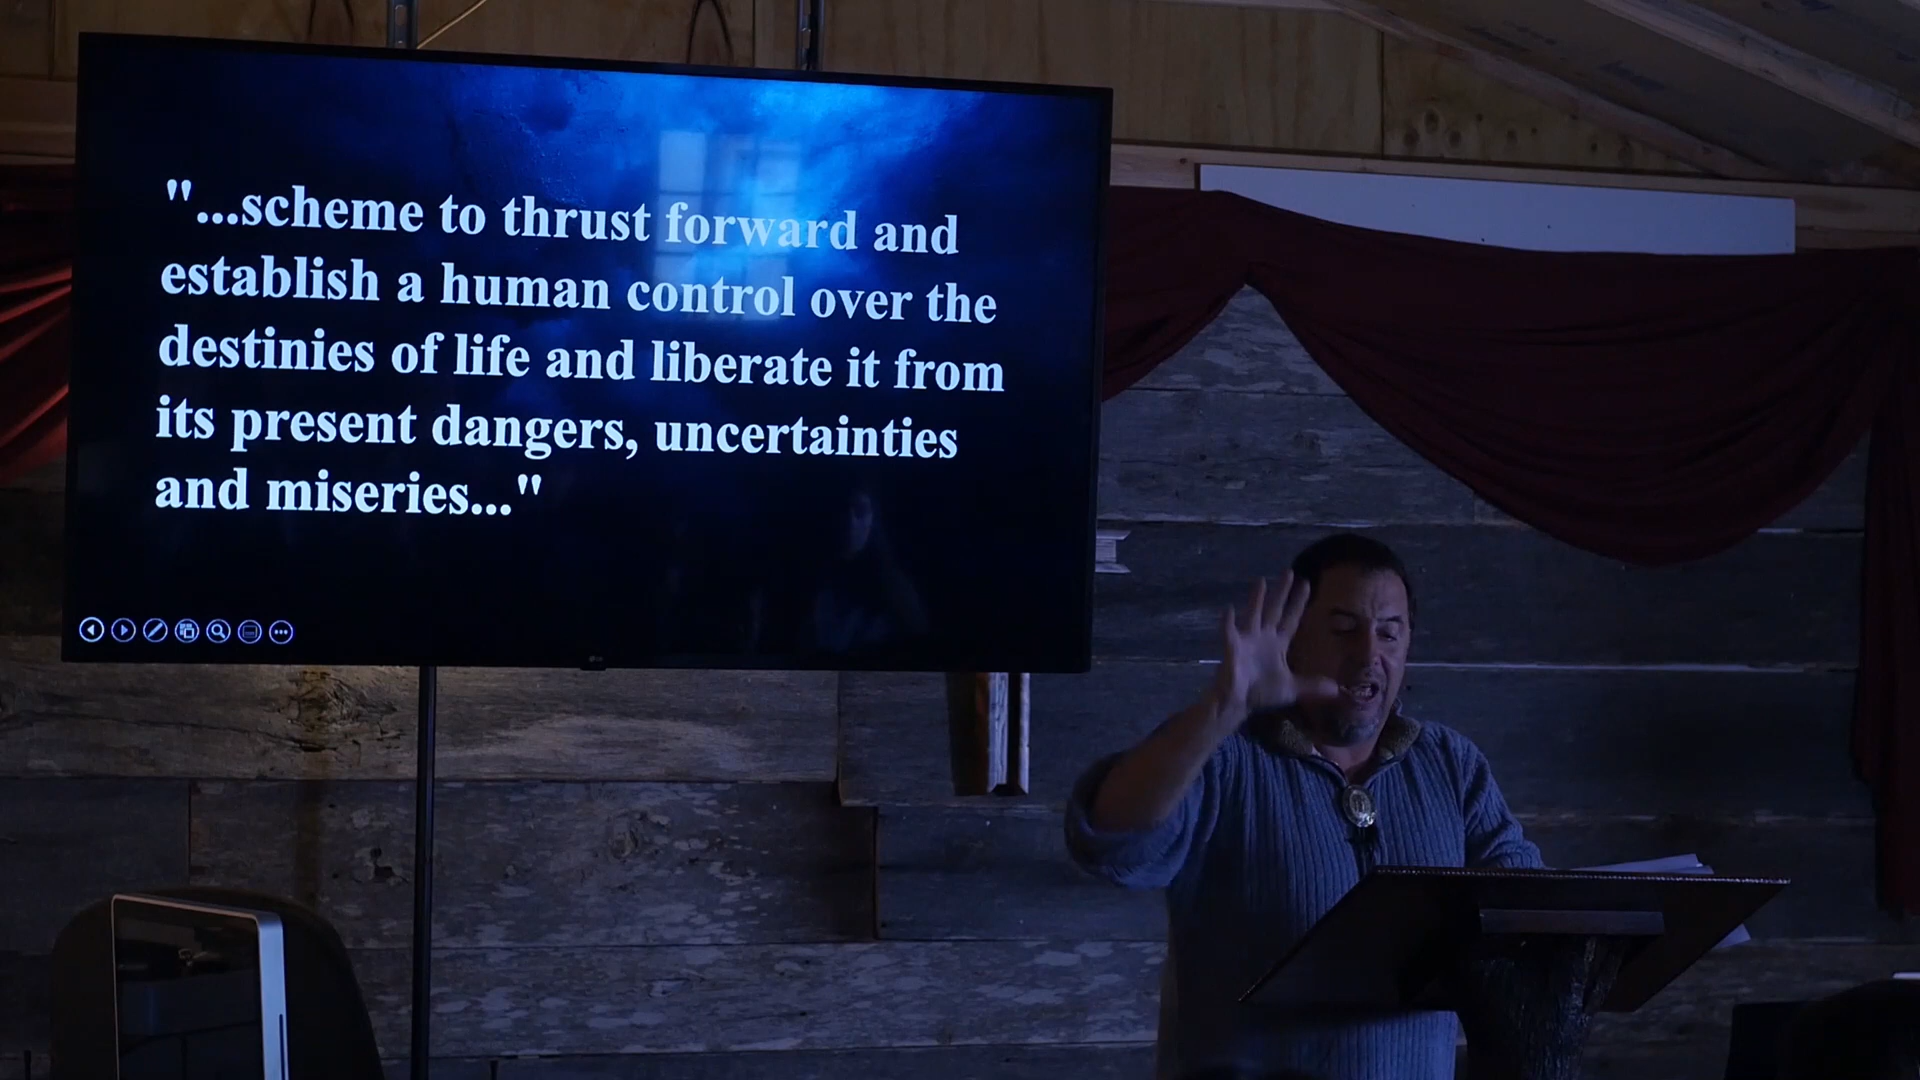 "...scheme to thrust forward and
establish a human control over the
destinies of life and liberate it from
its present dangers, uncertainties
and miseries..."